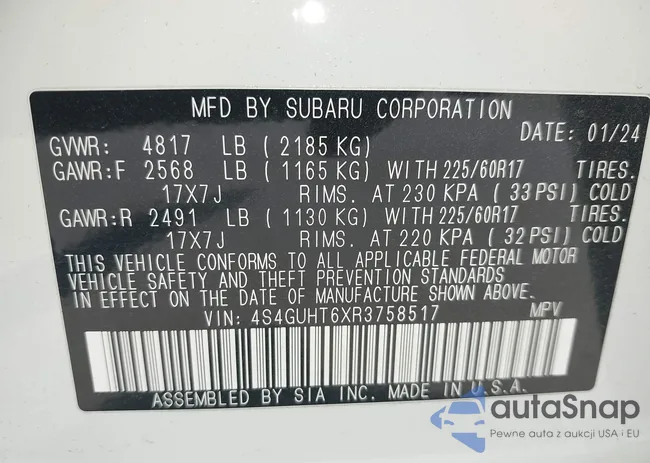 MFD BY SUBARU CORPORATION
DATE: 01/24
GVWR: 4817 LB ( 2185 KG)
GAWR:F 2568 LB ( 1165 KG) WITH 225/60R17 TIRES.
17X7J RIMS. AT 230 KPA ( 33 PSI) COLD
GAWR:R 2491 LB ( 1130 KG) WITH 225/60R17 TIRES.
17X7J RIMS. AT 220 KPA ( 32 PSI) COLD
THIS VEHICLE CONFORMS TO ALL APPLICABLE FEDERAL MOTOR
VEHICLE SAFETY AND THEFT PREVENTION STANDARDS
IN EFFECT ON THE DATE OF MANUFACTURE SHOWN ABOVE.
VIN: 4S4GUHT6XR3758517 MPV
ASSEMBLED BY SIA INC. MADE IN U.S.A.
autaSnap
Pewne auta z aukcji USA i EU